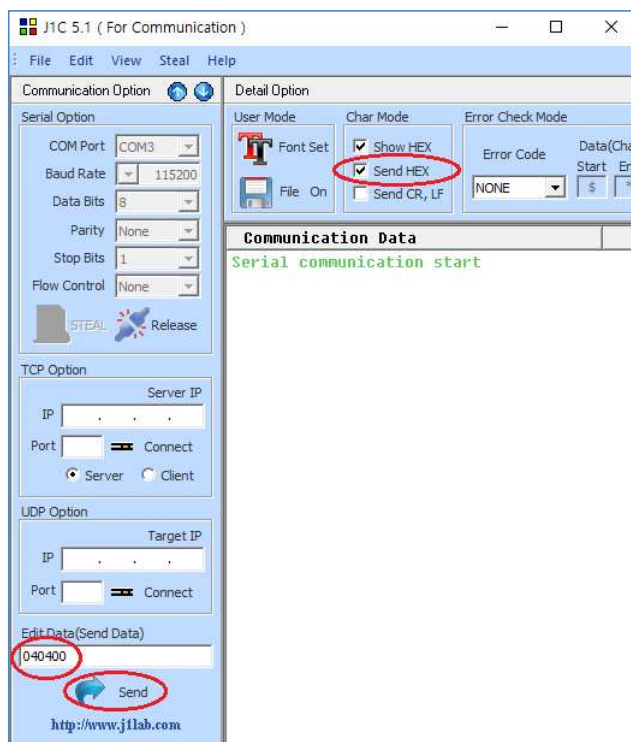 J1C 5.1 ( For Communication )
File Edit View Steal Help
Communication Option
Serial Option
COM Port COM3
Baud Rate 115200
Data Bits 8
Parity None
Stop Bits 1
Flow Control None
STEAL Release
TCP Option
Server IP
IP . . .
Port Connect
Server Client
UDP Option
Target IP
IP . . .
Port Connect
Edit Data(Send Data)
040400
Send
http://www.j1lab.com
Detail Option
User Mode
Font Set
File On
Char Mode
Show HEX
Send HEX
Send CR, LF
Error Check Mode
Error Code
NONE
Data(Cha
Start En
$ *
Communication Data
Serial communication start